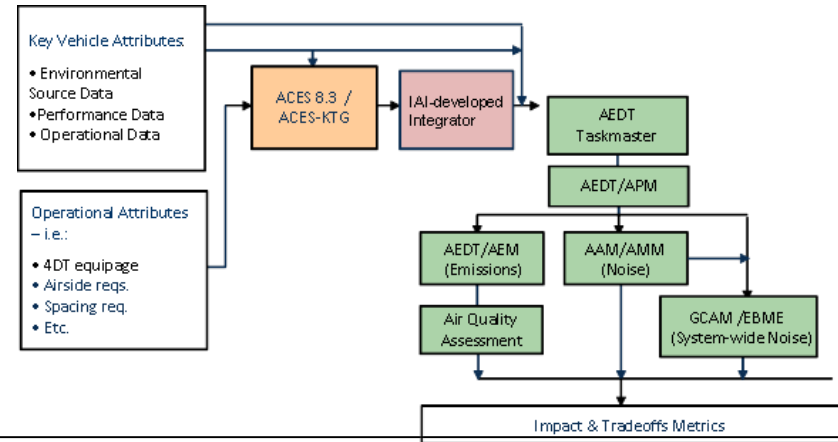 Key Vehicle Attributes:
• Environmental
Source Data
•Performance Data
• Operational Data
ACES 8.3 /
ACES-KTG
IAI-developed
Integrator
AEDT
Taskmaster
AEDT/APM
Operational Attributes
– i.e.:
• 4DT equipage
• Airside reqs.
• Spacing req.
• Etc.
AEDT/AEM
(Emissions)
AAM/AMM
(Noise)
Air Quality
Assessment
GCAM /EBME
(System-wide Noise)
Impact & Tradeoffs Metrics